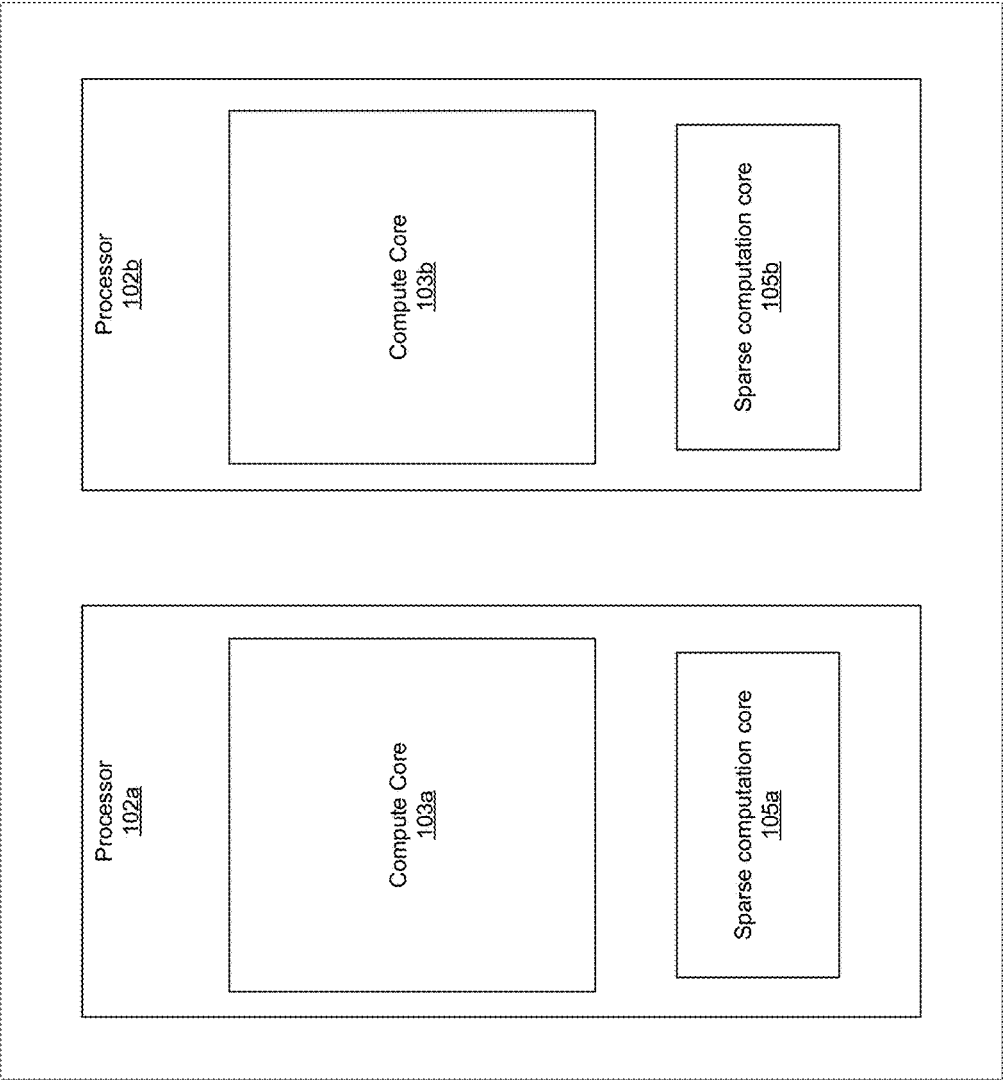 Processor
102a
Compute Core
103a
Sparse computation core
105a
Processor
102b
Compute Core
103b
Sparse computation core
105b